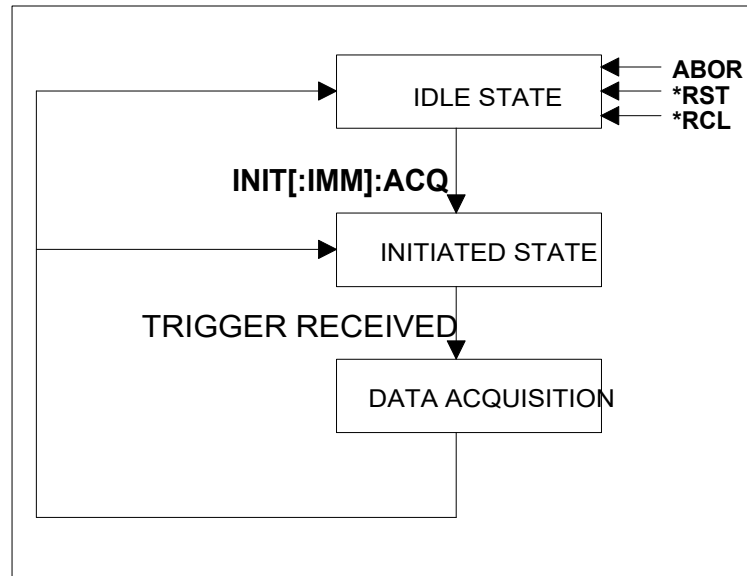 ABOR
IDLE STATE
*RST
*RCL
INIT[:IMM]:ACQ
INITIATED STATE
TRIGGER RECEIVED
DATA ACQUISITION